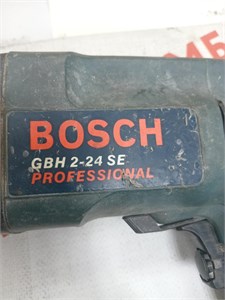 BOSCH
GBH 2-24 SE
PROFESSIONAL